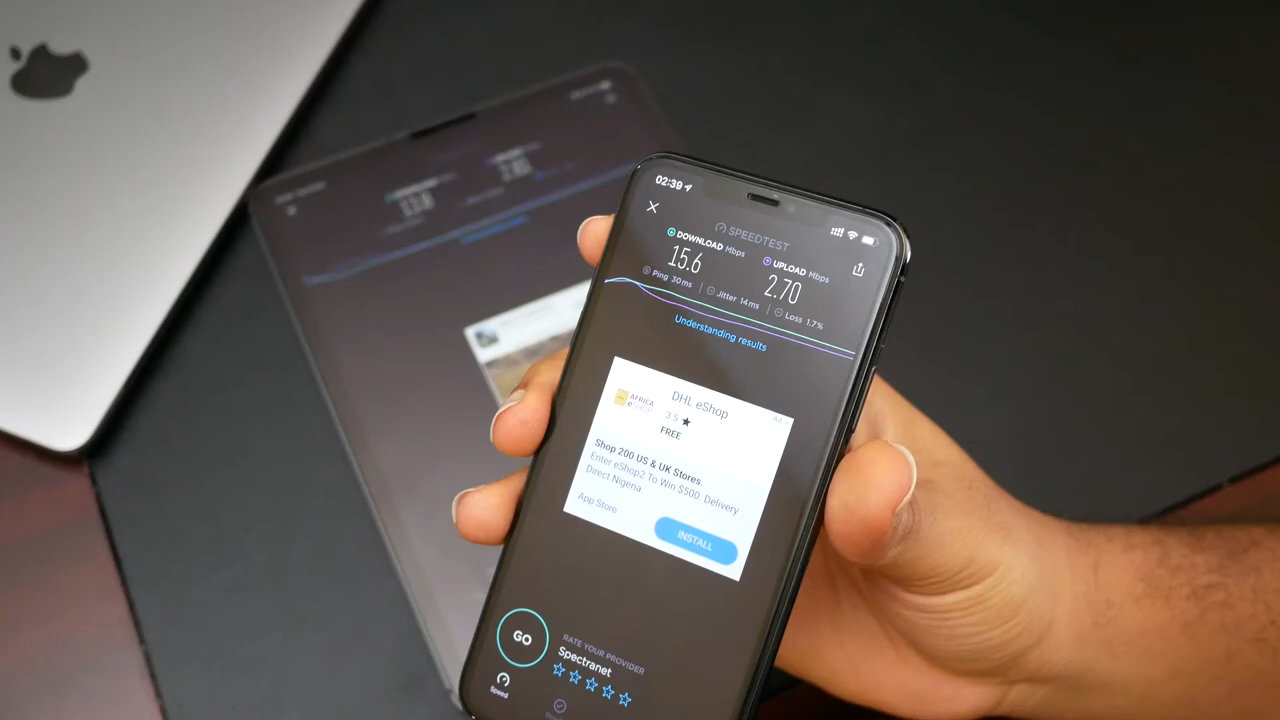 02:39
SPEEDTEST
DOWNLOAD Mbps
15.6
UPLOAD Mbps
2.70
Ping 30ms
Jitter 14ms
Loss 1.7%
Understanding results
AFRICA
eSHOP
DHL eShop
3.5 ★
FREE
Ad
Shop 200 US & UK Stores.
Enter eShop2 To Win $500 Delivery
Direct Nigeria
App Store
INSTALL
GO
RATE YOUR PROVIDER
Spectranet
Speed